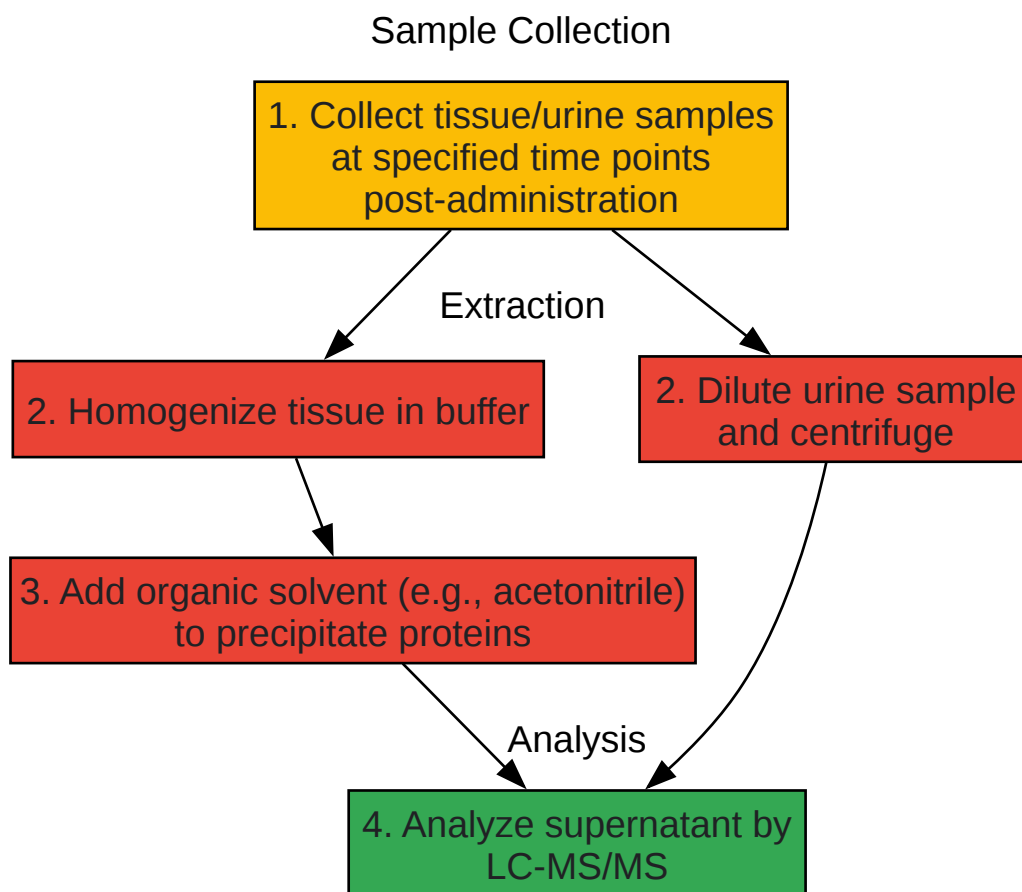 Sample Collection
1. Collect tissue/urine samples
at specified time points
post-administration
Extraction
2. Homogenize tissue in buffer
2. Dilute urine sample
and centrifuge
3. Add organic solvent (e.g., acetonitrile)
to precipitate proteins
Analysis
4. Analyze supernatant by
LC-MS/MS